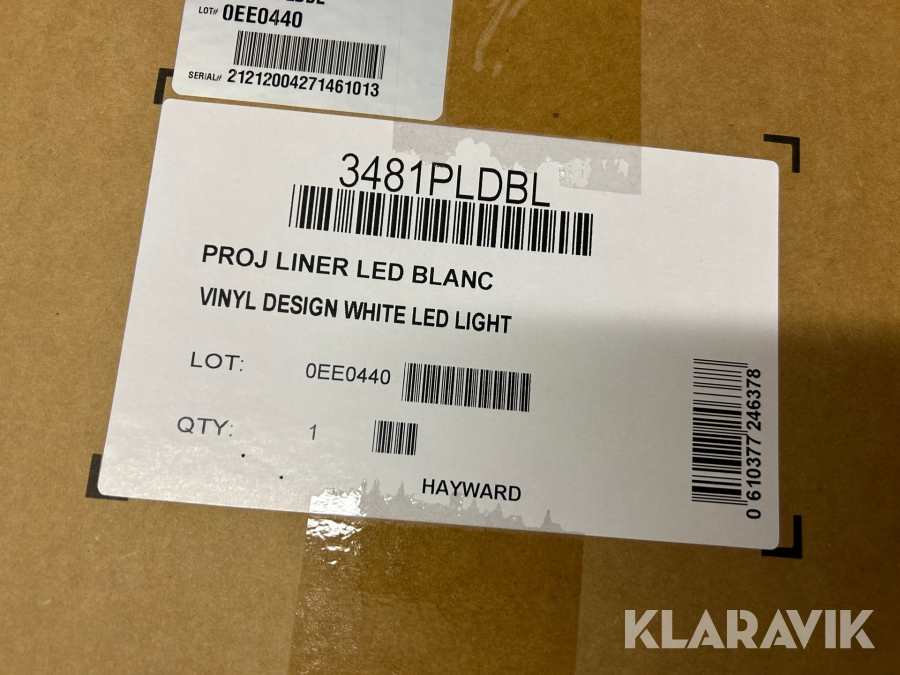 LOT# 0EE0440
SERIAL# 21212004271461013
3481PLDBL
PROJ LINER LED BLANC
VINYL DESIGN WHITE LED LIGHT
LOT: 0EE0440
QTY: 1
HAYWARD
0 610377 246378
KLARAVIK